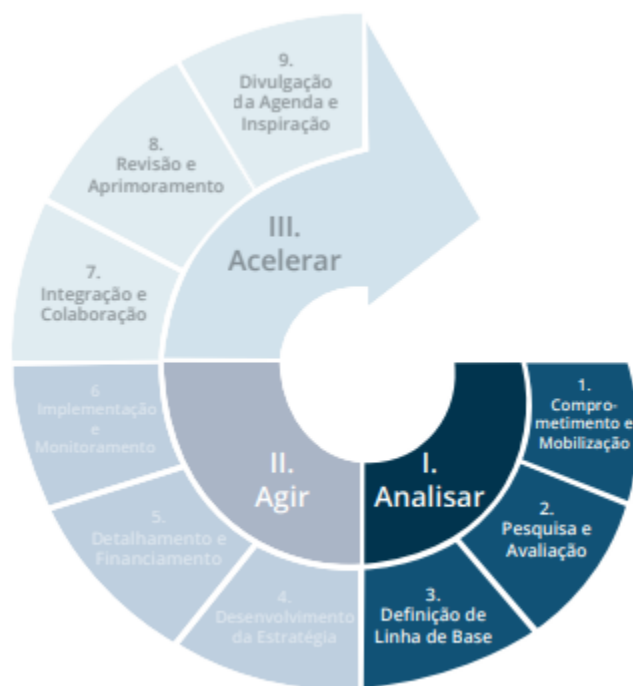 I.
Analisar
1.
Compro-
metimento e
Mobilização
2.
Pesquisa e
Avaliação
3.
Definição de
Linha de Base
II.
Agir
4.
Desenvolvimento
da Estratégia
5.
Detalhamento e
Financiamento
6
Implementação
e
Monitoramento
III.
Acelerar
7.
Integração e
Colaboração
8.
Revisão e
Aprimoramento
9.
Divulgação
da Agenda e
Inspiração